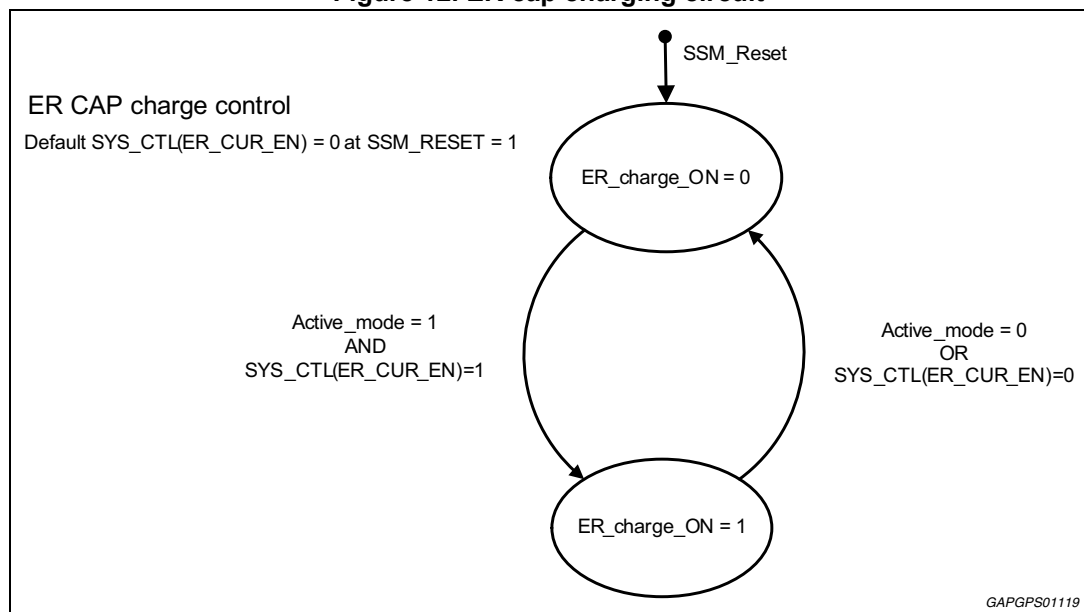 SSM_Reset
ER CAP charge control
Default SYS_CTL(ER_CUR_EN) = 0 at SSM_RESET = 1
ER_charge_ON = 0
Active_mode = 1
AND
SYS_CTL(ER_CUR_EN)=1
Active_mode = 0
OR
SYS_CTL(ER_CUR_EN)=0
ER_charge_ON = 1
GAPGPS01119